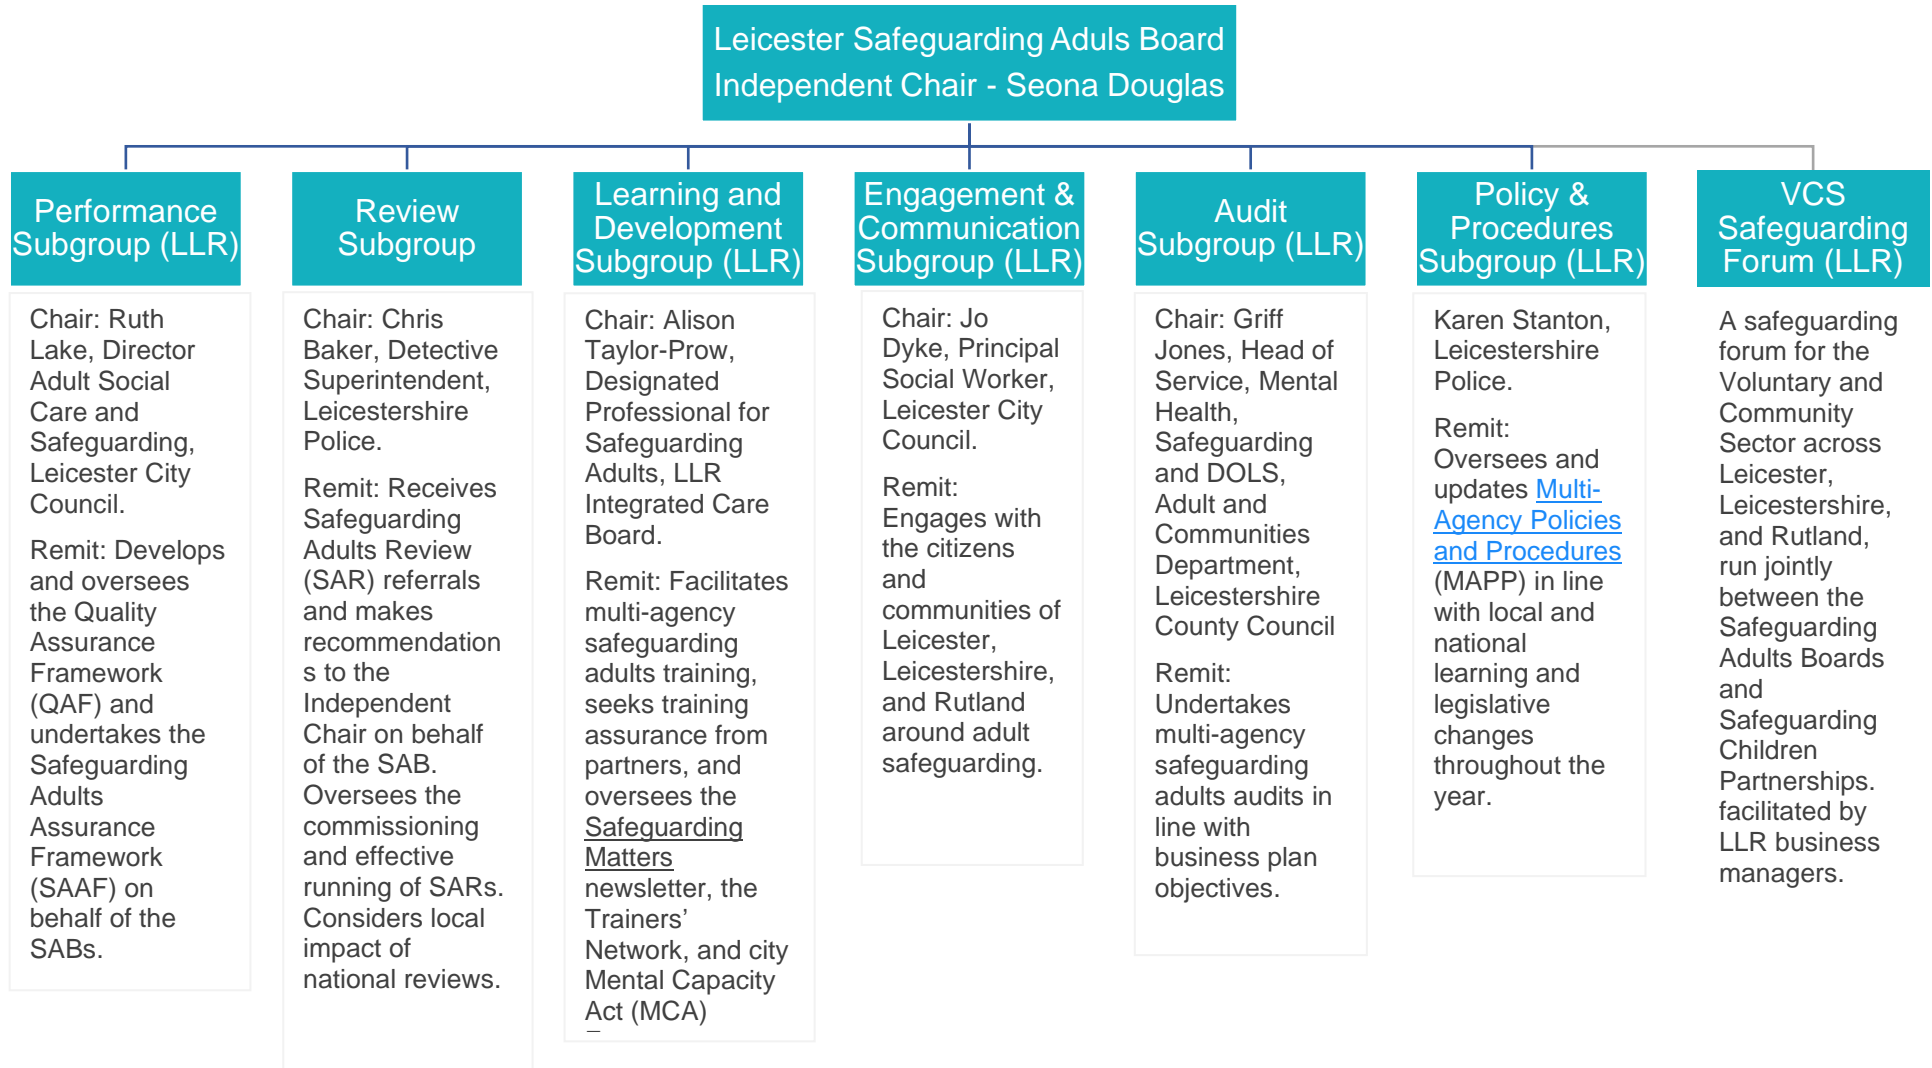 Leicester Safeguarding Aduls Board
Independent Chair - Seona Douglas
Performance
Subgroup (LLR)
Chair: Ruth
Lake, Director
Adult Social
Care and
Safeguarding,
Leicester City
Council.
Remit: Develops
and oversees
the Quality
Assurance
Framework
(QAF) and
undertakes the
Safeguarding
Adults
Assurance
Framework
(SAAF) on
behalf of the
SABs.
Review
Subgroup
Chair: Chris
Baker, Detective
Superintendent,
Leicestershire
Police.
Remit: Receives
Safeguarding
Adults Review
(SAR) referrals
and makes
recommendation
s to the
Independent
Chair on behalf
of the SAB.
Oversees the
commissioning
and effective
running of SARs.
Considers local
impact of
national reviews.
Learning and
Development
Subgroup (LLR)
Chair: Alison
Taylor-Prow,
Designated
Professional for
Safeguarding
Adults, LLR
Integrated Care
Board.
Remit: Facilitates
multi-agency
safeguarding
adults training,
seeks training
assurance from
partners, and
oversees the
Safeguarding
Matters
newsletter, the
Trainers’
Network, and city
Mental Capacity
Act (MCA)
Engagement &
Communication
Subgroup (LLR)
Chair: Jo
Dyke, Principal
Social Worker,
Leicester City
Council.
Remit:
Engages with
the citizens
and
communities of
Leicester,
Leicestershire,
and Rutland
around adult
safeguarding.
Audit
Subgroup (LLR)
Chair: Griff
Jones, Head of
Service, Mental
Health,
Safeguarding
and DOLS,
Adult and
Communities
Department,
Leicestershire
County Council
Remit:
Undertakes
multi-agency
safeguarding
adults audits in
line with
business plan
objectives.
Policy &
Procedures
Subgroup (LLR)
Karen Stanton,
Leicestershire
Police.
Remit:
Oversees and
updates Multi-
Agency Policies
and Procedures
(MAPP) in line
with local and
national
learning and
legislative
changes
throughout the
year.
VCS
Safeguarding
Forum (LLR)
A safeguarding
forum for the
Voluntary and
Community
Sector across
Leicester,
Leicestershire,
and Rutland,
run jointly
between the
Safeguarding
Adults Boards
and
Safeguarding
Children
Partnerships.
facilitated by
LLR business
managers.